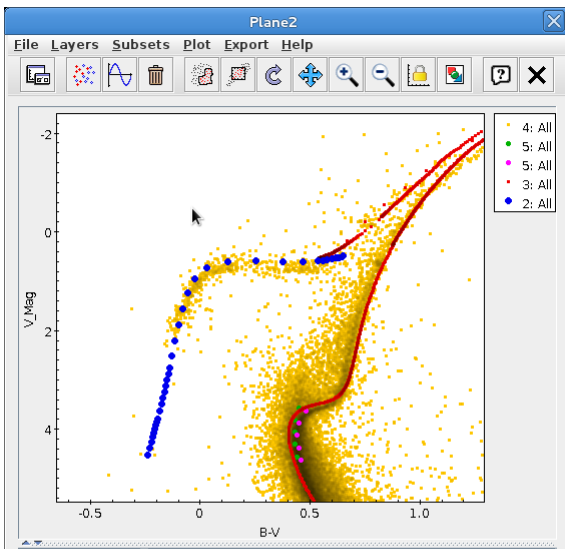 Plane2
File Layers Subsets Plot Export Help
-2
0
2
4
V_Mag
-0.5 0 0.5 1.0
B-V
4: All
5: All
5: All
3: All
2: All